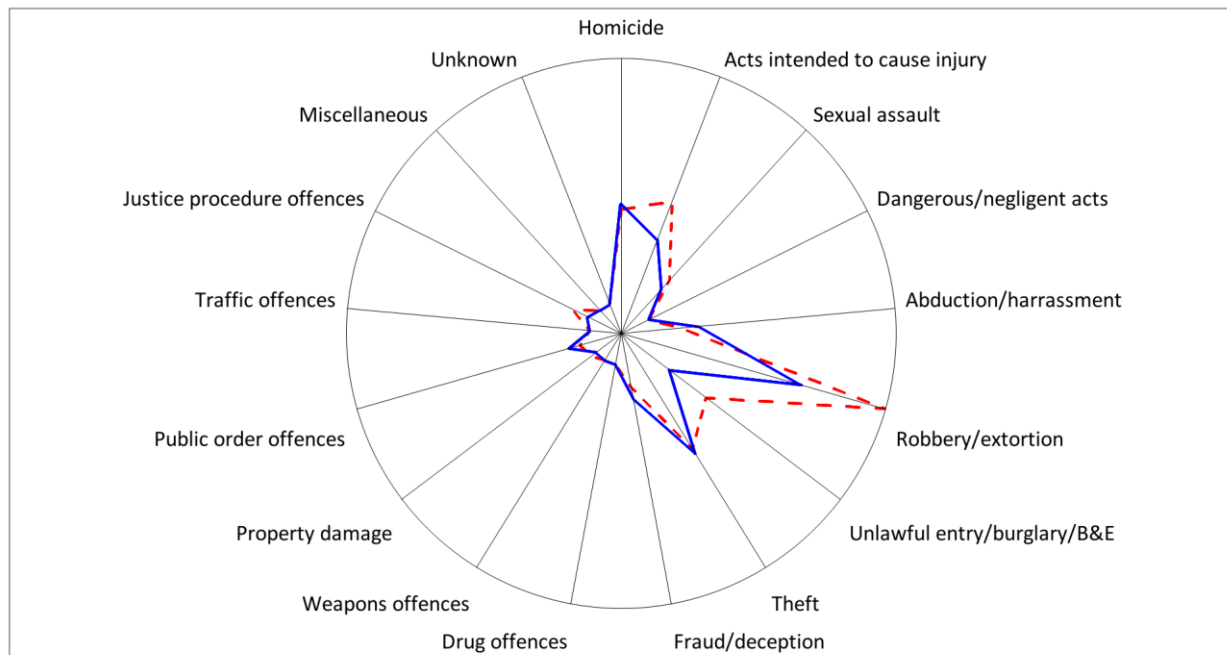 Homicide
Acts intended to cause injury
Sexual assault
Dangerous/negligent acts
Abduction/harrassment
Robbery/extortion
Unlawful entry/burglary/B&E
Theft
Fraud/deception
Drug offences
Weapons offences
Property damage
Public order offences
Traffic offences
Justice procedure offences
Miscellaneous
Unknown